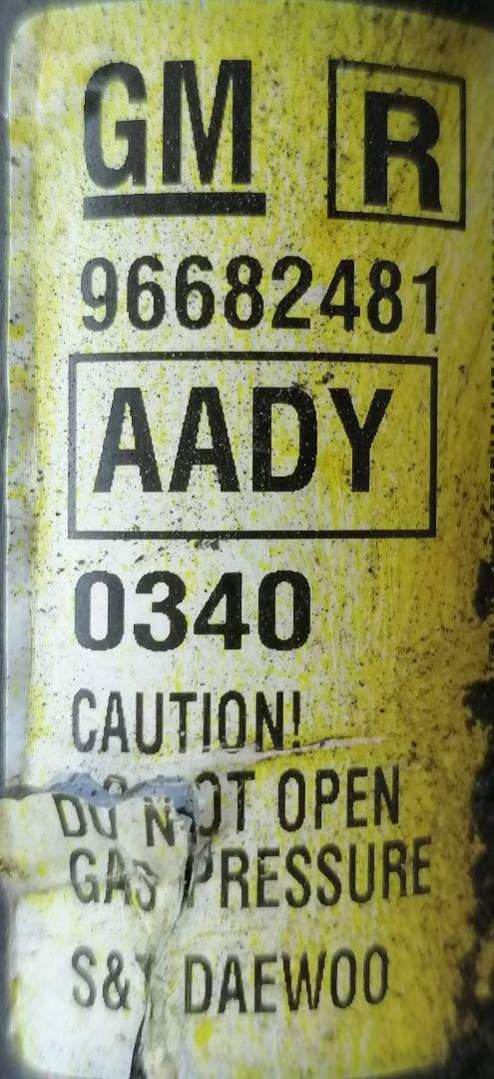 GM R
96682481
AADY
0340
CAUTION!
DO NOT OPEN
GAS PRESSURE
S&T DAEWOO